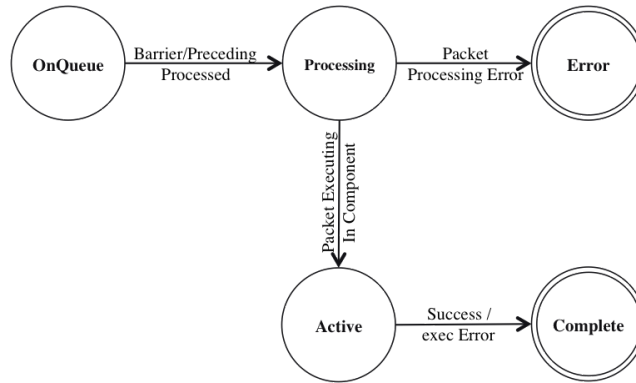 OnQueue
Barrier/Preceding
Processed
Processing
Packet
Processing Error
Error
Packet Executing
In Component
Active
Success /
exec Error
Complete